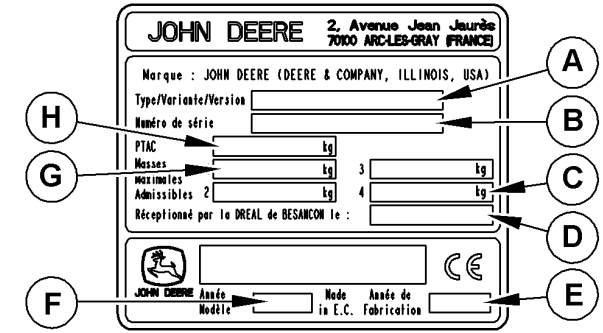 JOHN DEERE
2, Avenue Jean Jaurès
70100 ARC-LES-GRAY (FRANCE)
Marque : JOHN DEERE (DEERE & COMPANY, ILLINOIS, USA)
Type/Variante/Version
Numéro de série
PTAC kg
Masses kg 3 kg
Maximales
Admissibles 2 kg 4 kg
Réceptionné par la DREAL de BESANCON le :
JOHN DEERE
Année Modèle
Made in E.C.
Année de Fabrication
CE
A
B
C
D
E
F
G
H